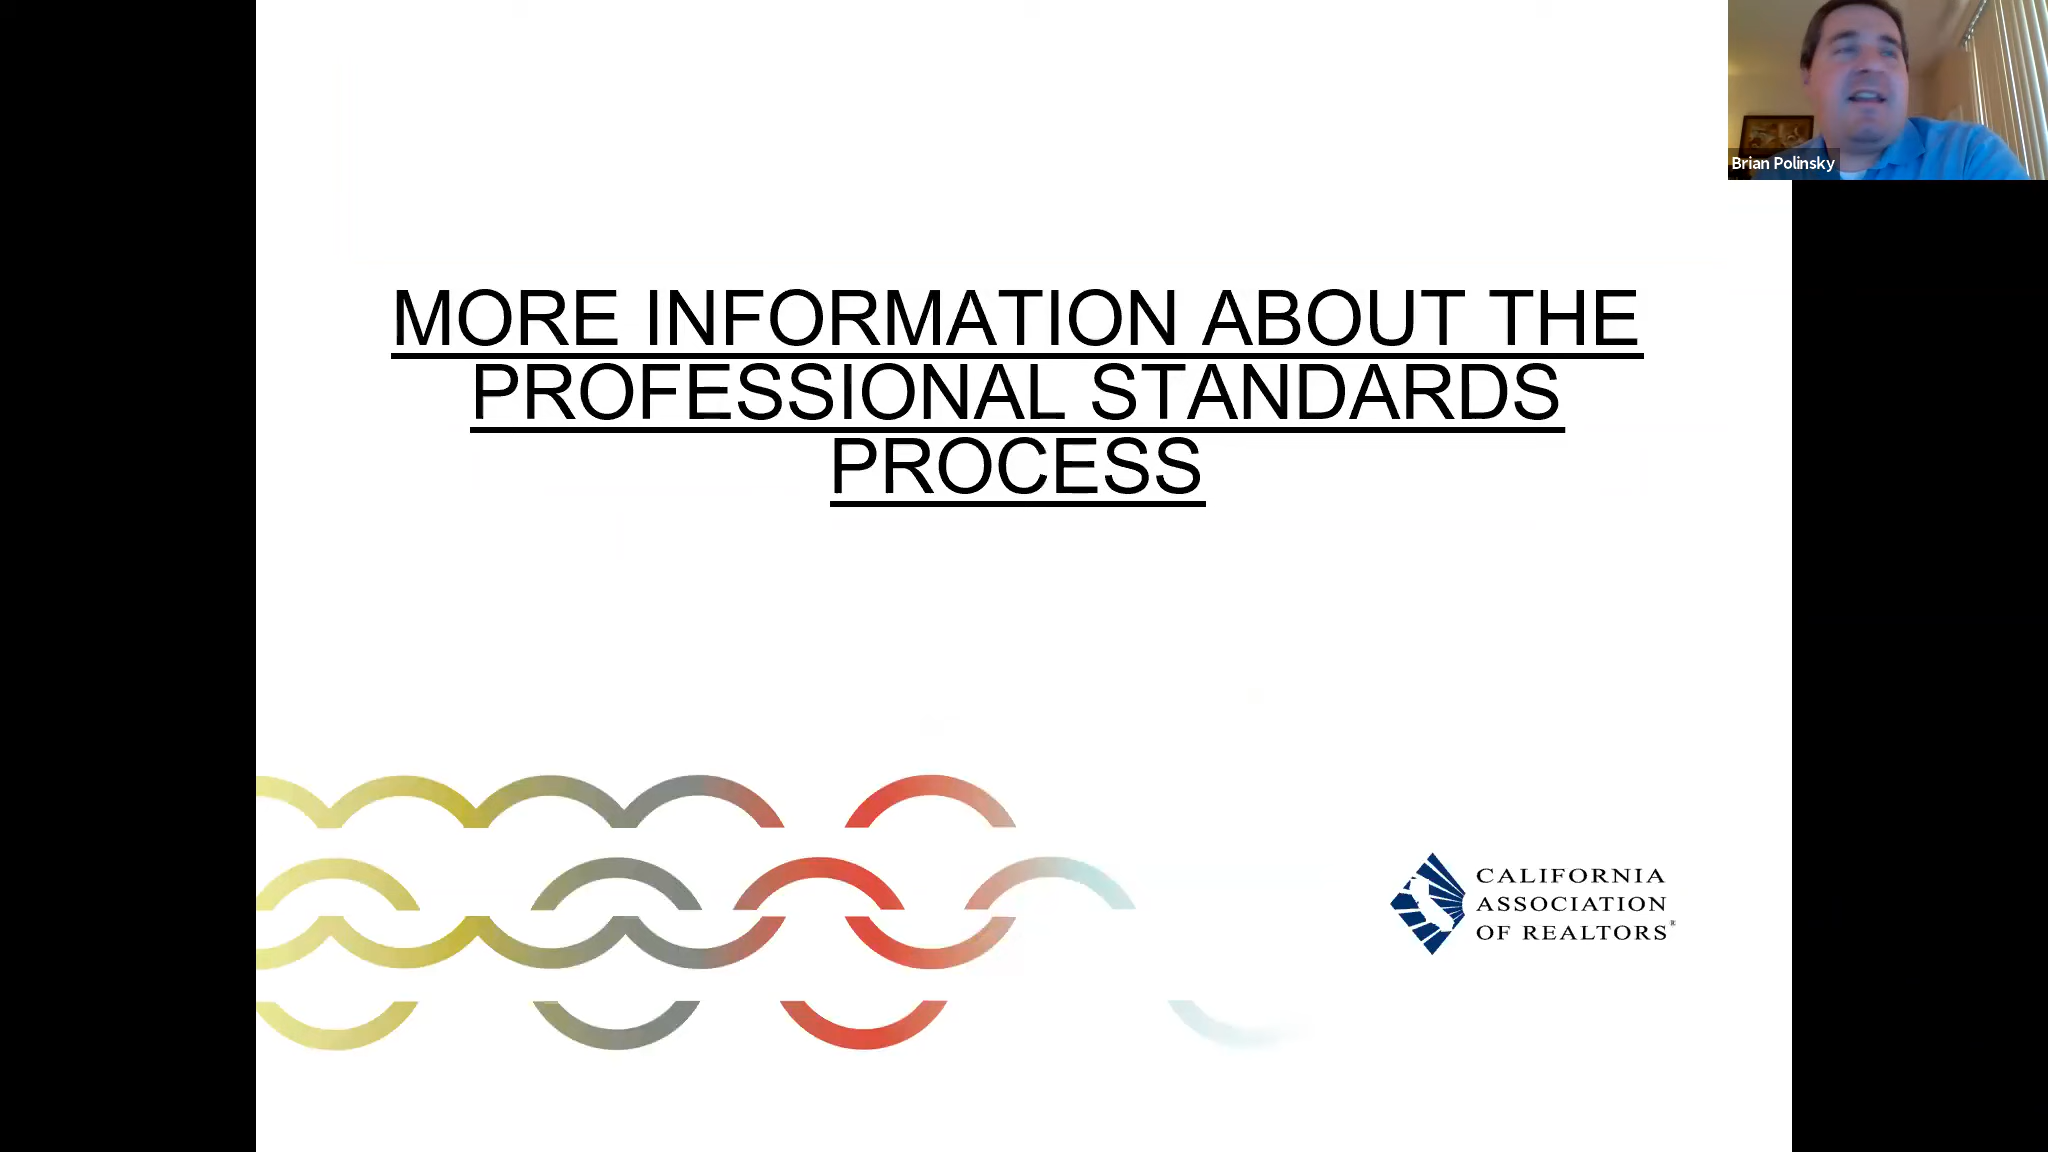 Brian Polinsky
MORE INFORMATION ABOUT THE
PROFESSIONAL STANDARDS
PROCESS
CALIFORNIA
ASSOCIATION
OF REALTORS®